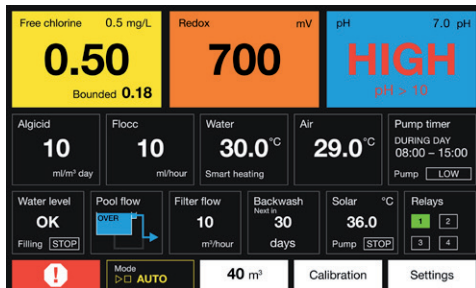 Free chlorine 0.5 mg/L
0.50
Bounded 0.18
Redox mV
700
pH 7.0 pH
HIGH
pH > 10
Algicid
10
ml/m³ day
Flocc
10
ml/hour
Water
30.0°C
Smart heating
Air
29.0°C
Pump timer
DURING DAY
08:00 – 15:00
Pump LOW
Water level
OK
Filling STOP
Pool flow
OVER
Filter flow
10
m³/hour
Backwash
Next in
30
days
Solar °C
36.0
Pump STOP
Relays
1 2
3 4
!
Mode
AUTO
40 m³
Calibration
Settings